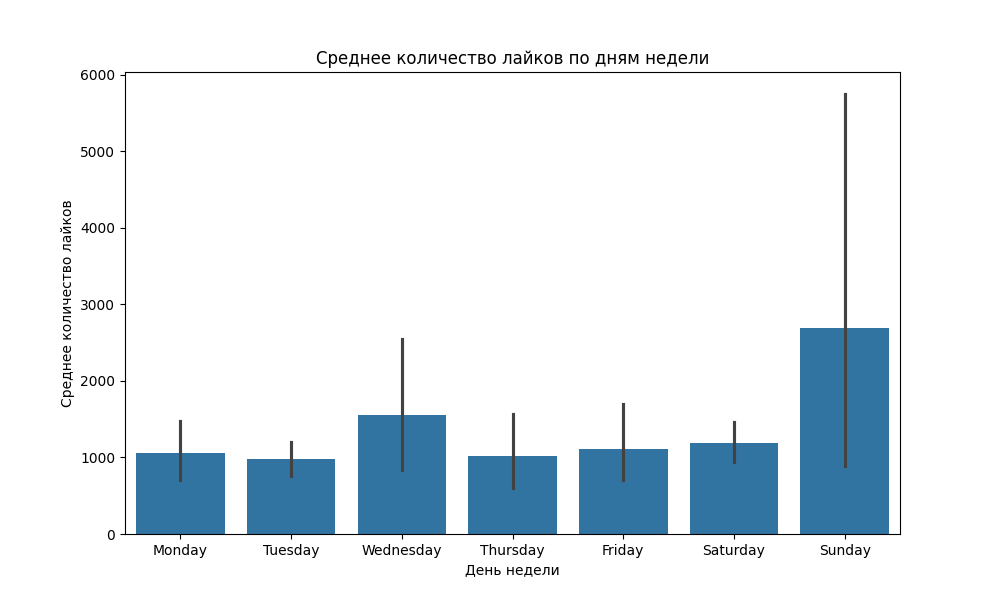 Среднее количество лайков по дням недели
Среднее количество лайков
6000
5000
4000
3000
2000
1000
0
Monday Tuesday Wednesday Thursday Friday Saturday Sunday
День недели